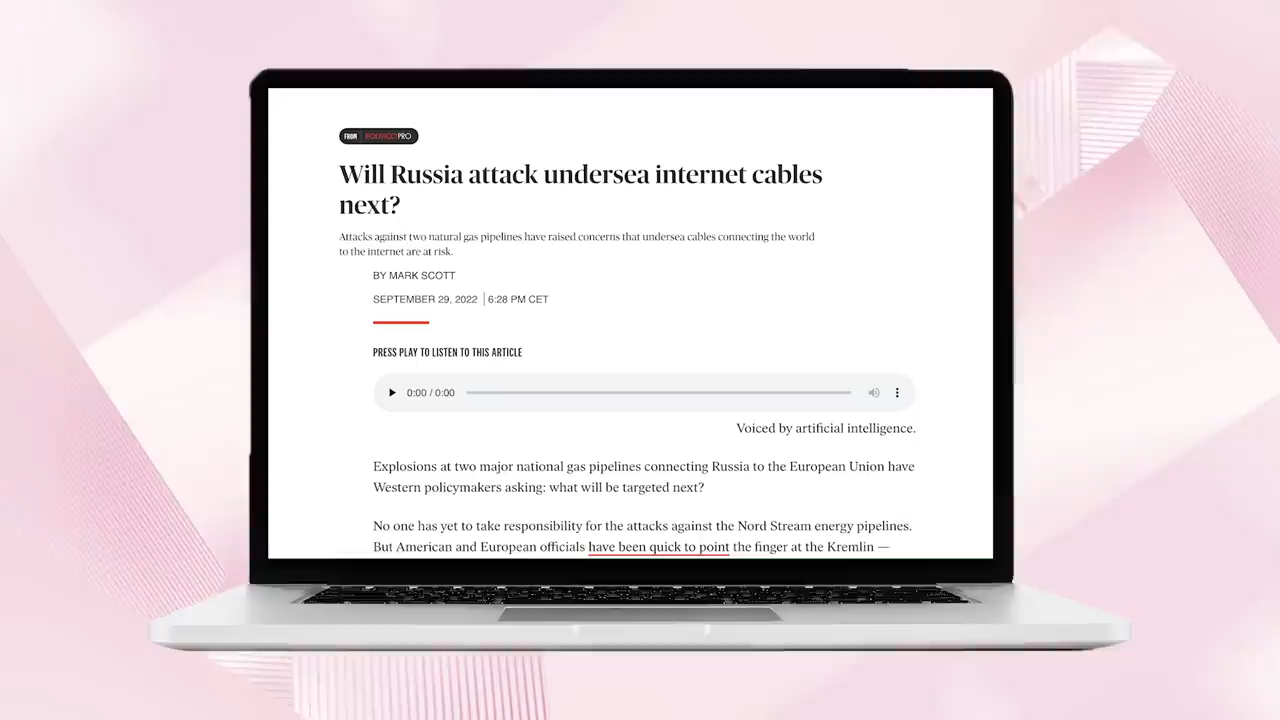 FROM POLITICO PRO
Will Russia attack undersea internet cables
next?
Attacks against two natural gas pipelines have raised concerns that undersea cables connecting the world
to the internet are at risk.
BY MARK SCOTT
SEPTEMBER 29, 2022 | 6:28 PM CET
PRESS PLAY TO LISTEN TO THIS ARTICLE
0:00 / 0:00
Voiced by artificial intelligence.
Explosions at two major national gas pipelines connecting Russia to the European Union have
Western policymakers asking: what will be targeted next?
No one has yet to take responsibility for the attacks against the Nord Stream energy pipelines.
But American and European officials have been quick to point the finger at the Kremlin —